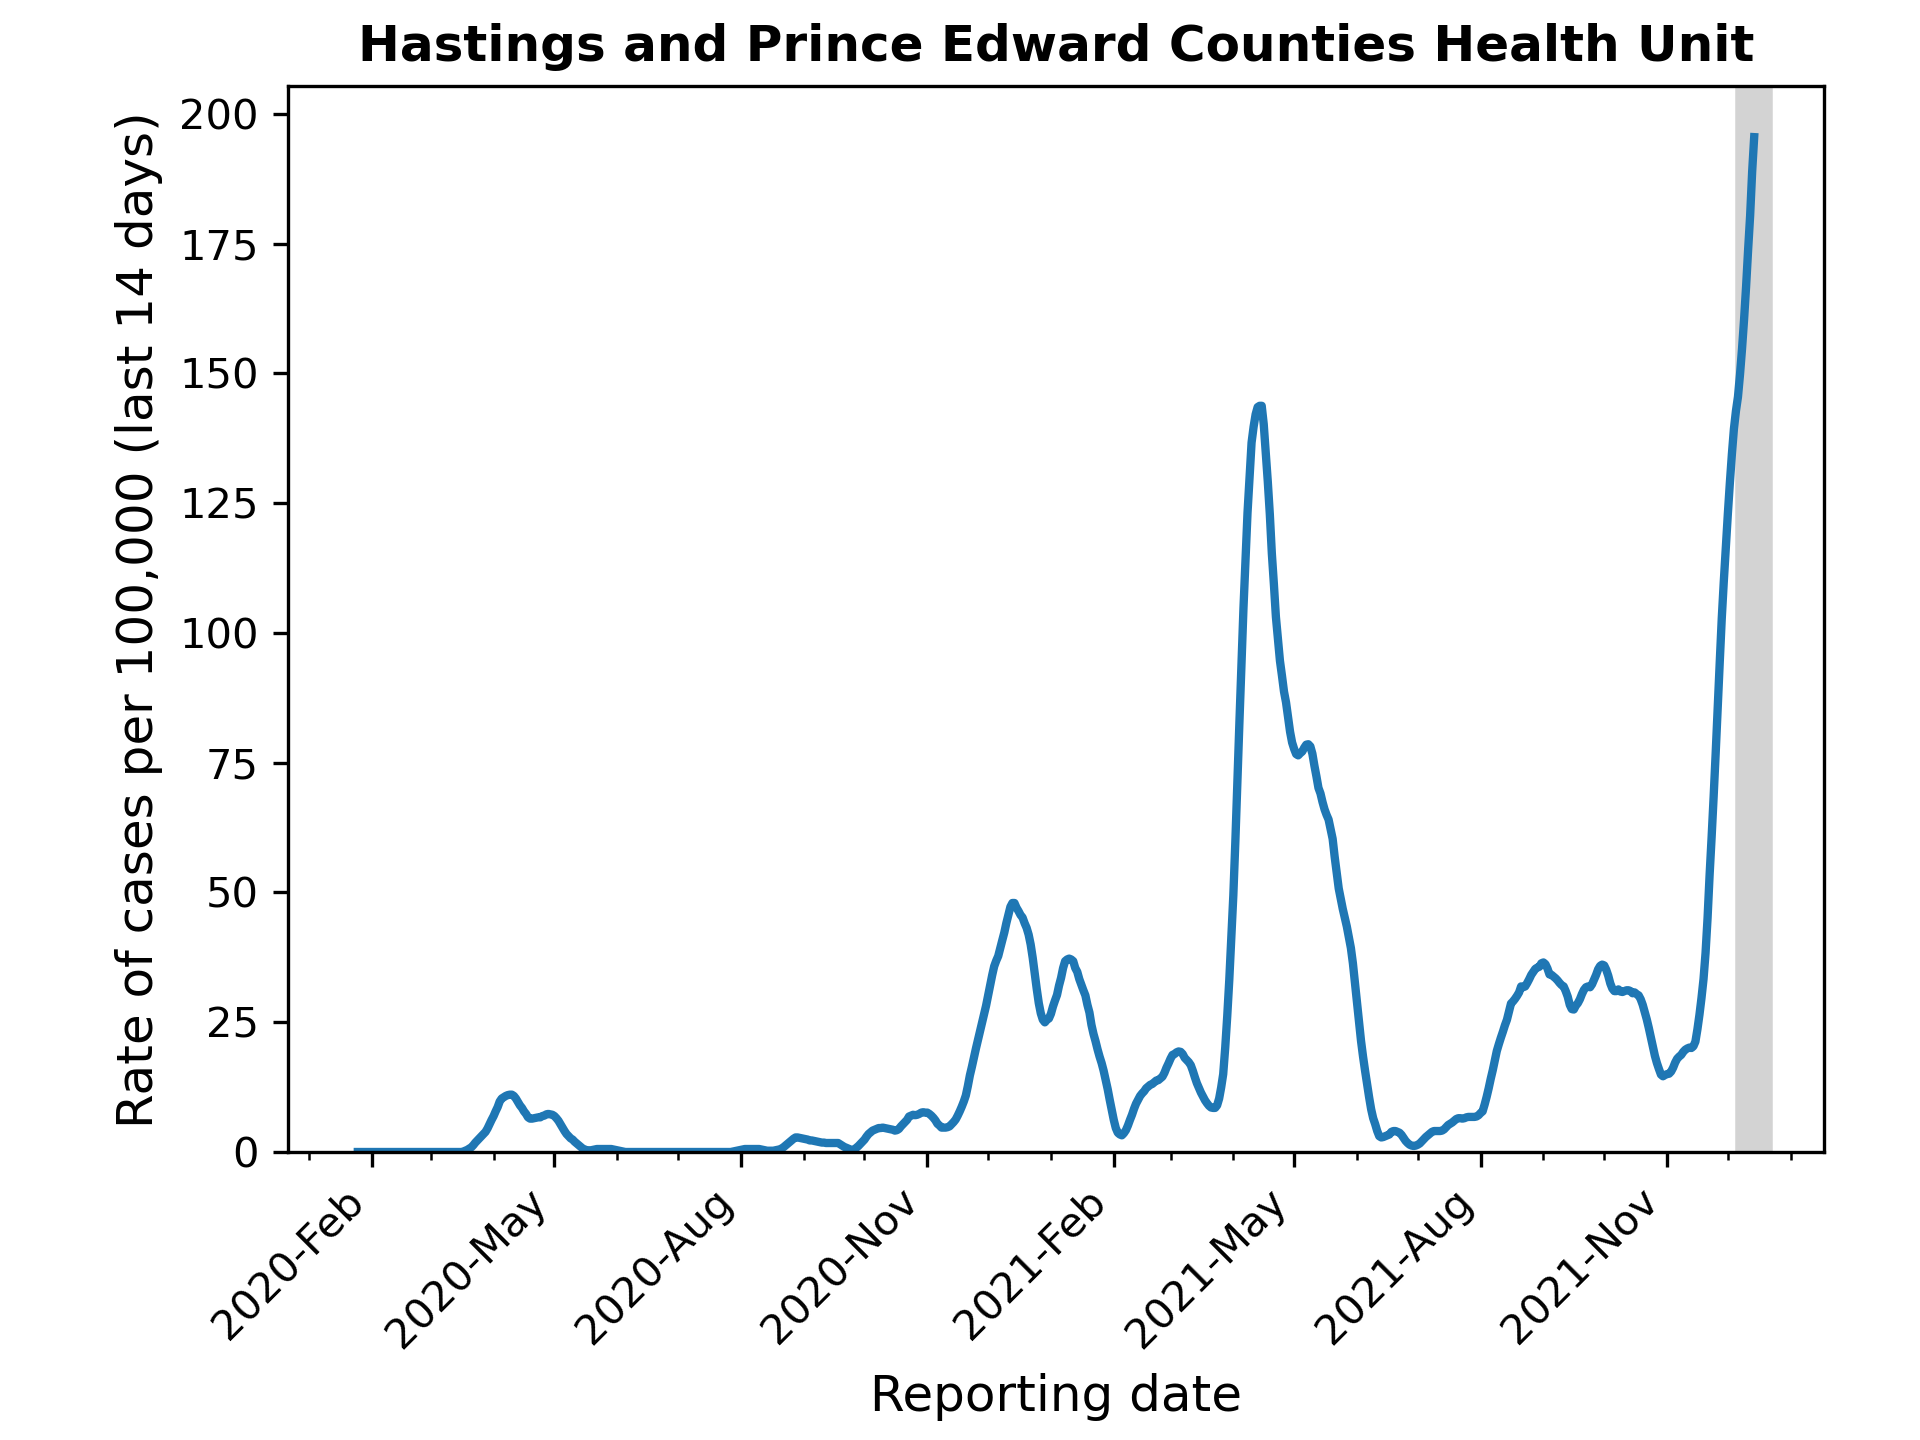 Hastings and Prince Edward Counties Health Unit
Rate of cases per 100,000 (last 14 days)
200
175
150
125
100
75
50
25
0
2020-Feb
2020-May
2020-Aug
2020-Nov
2021-Feb
2021-May
2021-Aug
2021-Nov
Reporting date